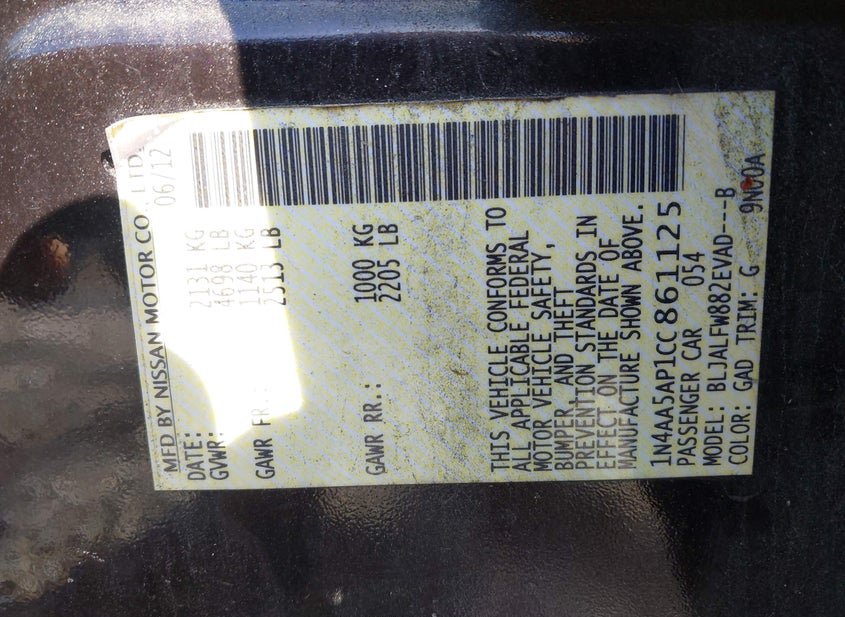 MFD BY NISSAN MOTOR CO., LTD.
DATE: 06/12
GVWR: 2131 KG
4698 LB
GAWR FR.: 1140 KG
2513 LB
GAWR RR.: 1000 KG
2205 LB
THIS VEHICLE CONFORMS TO
ALL APPLICABLE FEDERAL
MOTOR VEHICLE SAFETY,
BUMPER, AND THEFT
PREVENTION STANDARDS IN
EFFECT ON THE DATE OF
MANUFACTURE SHOWN ABOVE.
1N4AA5AP1CC861125
PASSENGER CAR 054
MODEL: BLJALFW882EVAD---B
COLOR: GAD TRIM: G 9N00A